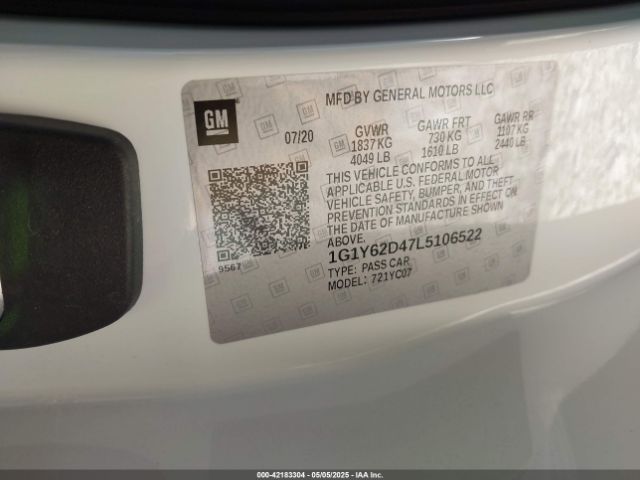 MFD BY GENERAL MOTORS LLC
GM
07/20
GVWR GAWR FRT GAWR RR
1837 KG 730 KG 1107 KG
4049 LB 1610 LB 2440 LB
THIS VEHICLE CONFORMS TO ALL
APPLICABLE U.S. FEDERAL MOTOR
VEHICLE SAFETY, BUMPER, AND THEFT
PREVENTION STANDARDS IN EFFECT ON
THE DATE OF MANUFACTURE SHOWN
ABOVE.
9567
1G1Y62D47L5106522
TYPE: PASS CAR
MODEL: 721YC07
000-42183304 - 05/05/2025 - IAAI Inc.